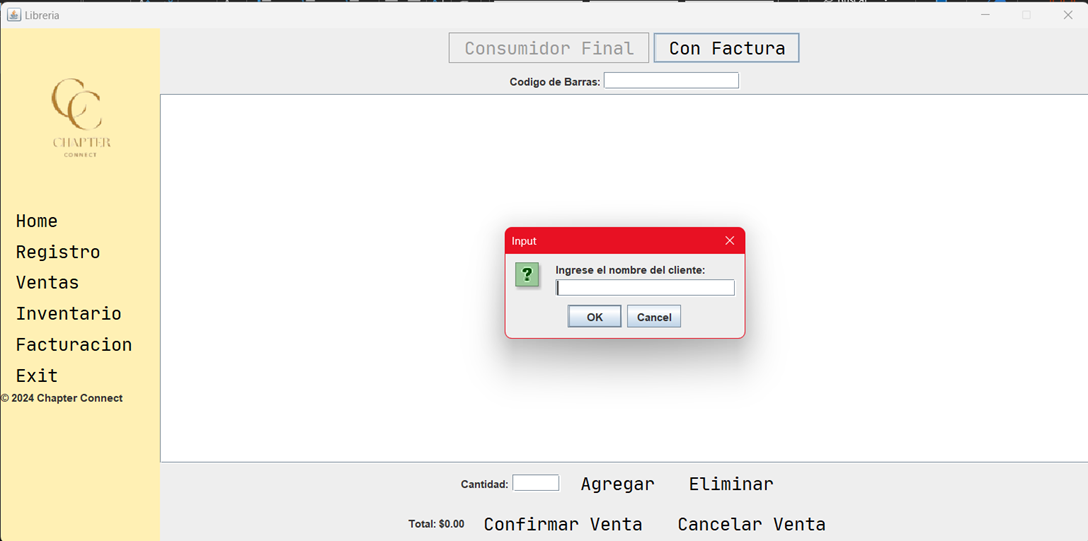 Libreria
Consumidor Final Con Factura
Codigo de Barras:
CC
CHAPTER
CONNECT
Home
Registro
Ventas
Inventario
Facturacion
Exit
© 2024 Chapter Connect
Input
?
Ingrese el nombre del cliente:
OK Cancel
Cantidad: Agregar Eliminar
Total: $0.00 Confirmar Venta Cancelar Venta